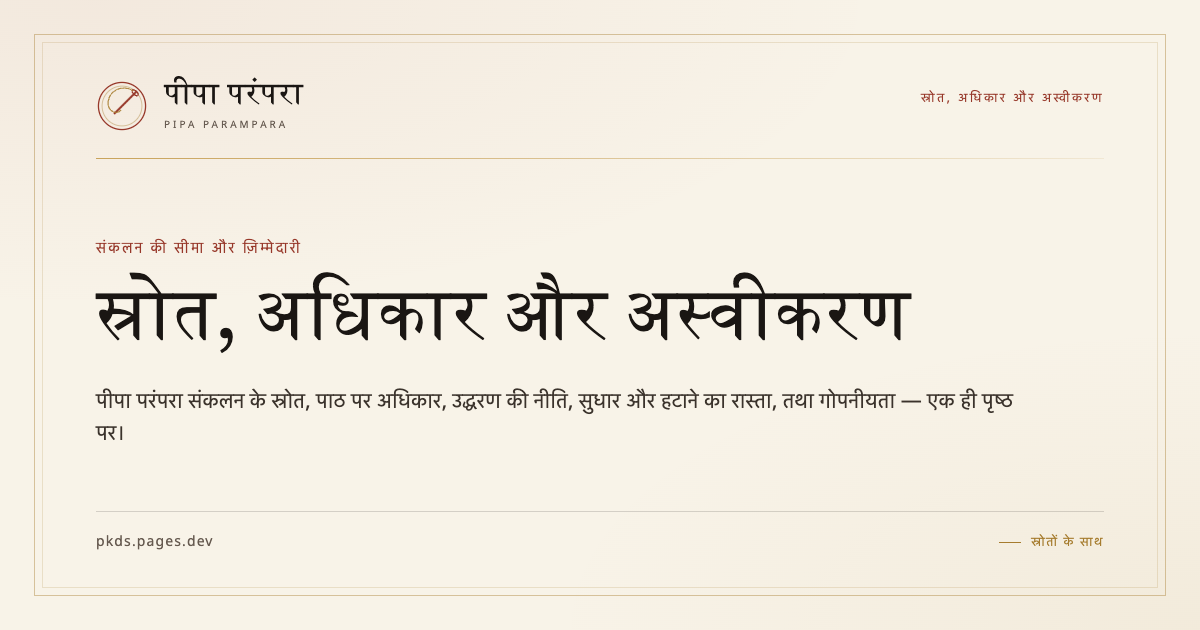 पीपा परंपरा
PIPA PARAMPARA
स्रोत, अधिकार और अस्वीकरण
संकलन की सीमा और ज़िम्मेदारी
स्रोत, अधिकार और अस्वीकरण
पीपा परंपरा संकलन के स्रोत, पाठ पर अधिकार, उद्धरण की नीति, सुधार और हटाने का रास्ता, तथा गोपनीयता — एक ही पृष्ठ
पर।
pkds.pages.dev
स्रोतों के साथ